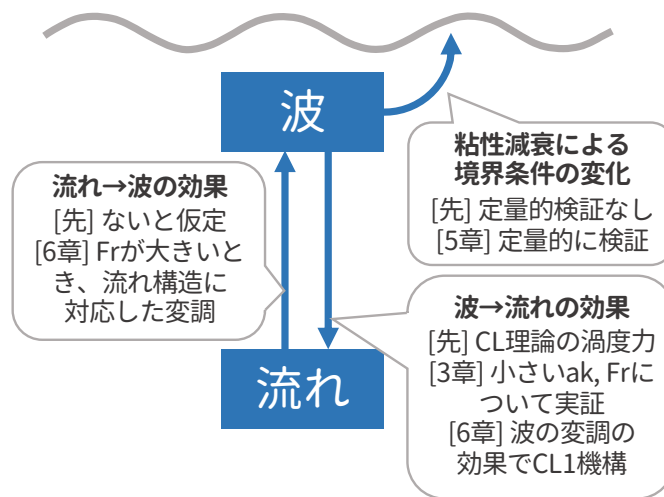 波
粘性減衰による
境界条件の変化
[先] 定量的検証なし
[5章] 定量的に検証
流れ→波の効果
[先] ないと仮定
[6章] Frが大きいと
き、流れ構造に
対応した変調
波→流れの効果
[先] CL理論の渦度力
[3章] 小さいak, Frに
ついて実証
[6章] 波の変調の
効果でCL1機構
流れ